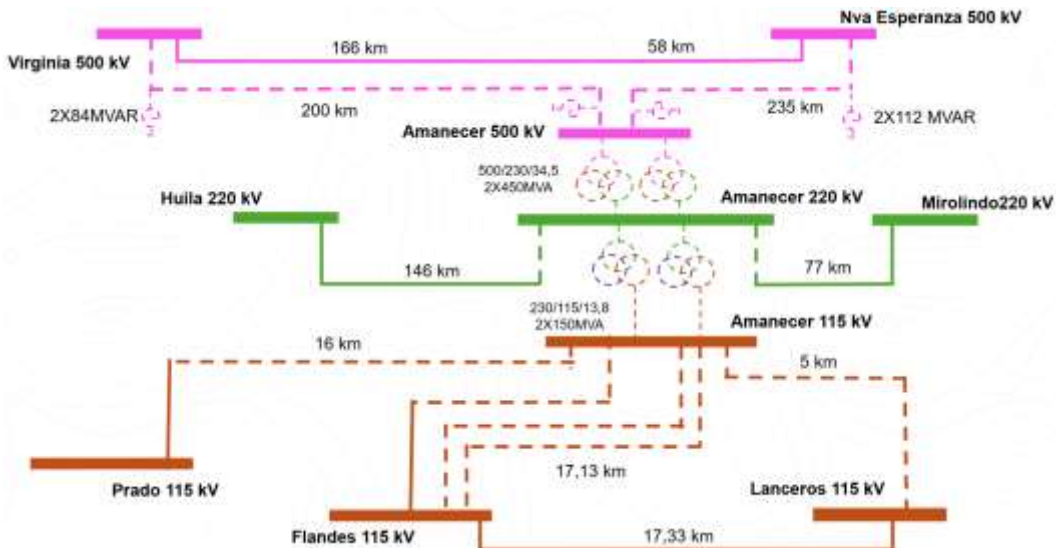 Nva Esperanza 500 kV
166 km
58 km
Virginia 500 kV
2X84MVAR
200 km
235 km
2X112 MVAR
Amanecer 500 kV
500/230/34,5
2X450MVA
Huila 220 kV
Amanecer 220 kV
Mirolindo220 kV
146 km
77 km
230/115/13,8
2X150MVA
Amanecer 115 kV
16 km
5 km
17,13 km
Prado 115 kV
Lanceros 115 kV
Flandes 115 kV
17,33 km